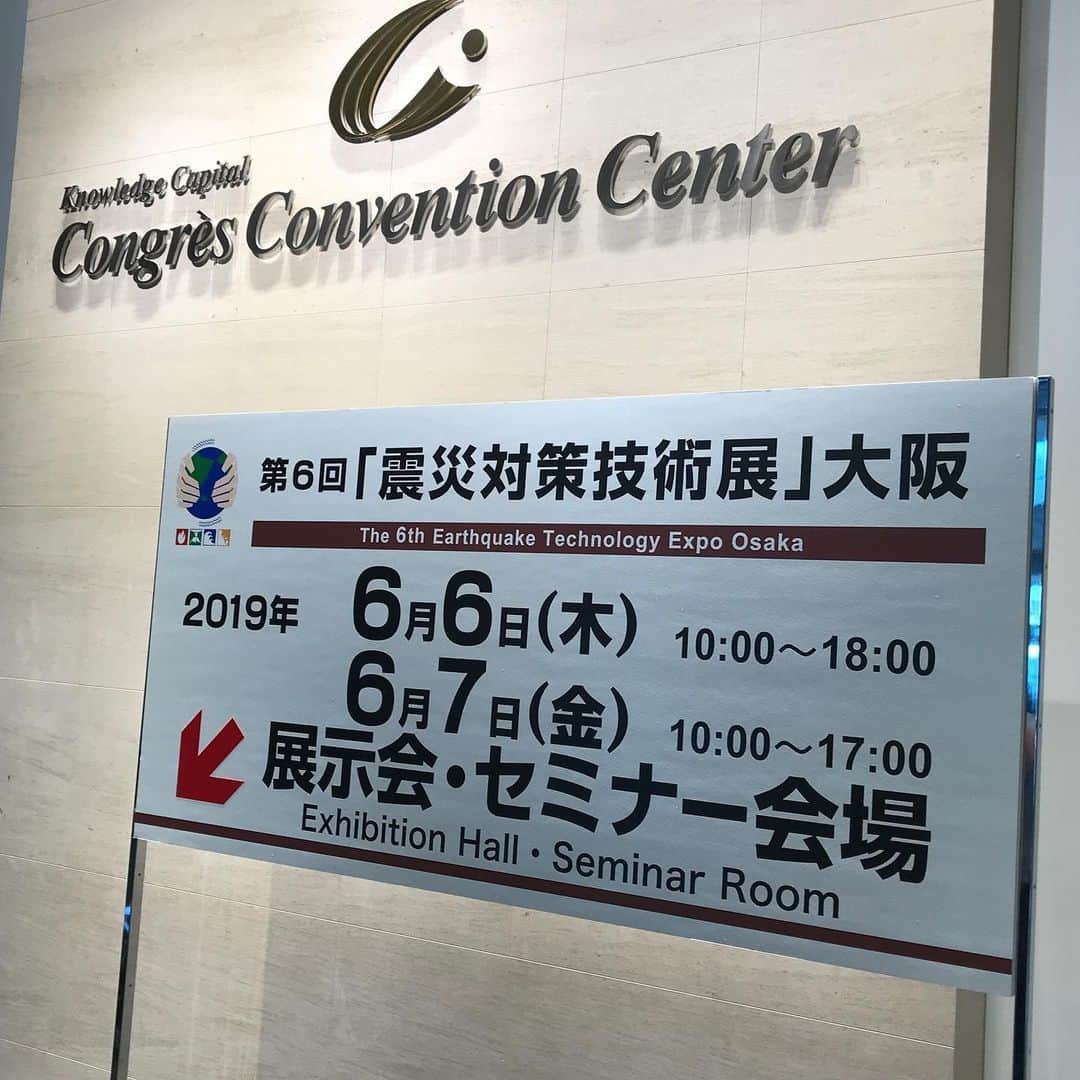 Knowledge Capital
Congrès Convention Center
第6回「震災対策技術展」大阪
The 6th Earthquake Technology Expo Osaka
2019年 6月6日(木) 10:00～18:00
6月7日(金) 10:00～17:00
展示会・セミナー会場
Exhibition Hall・Seminar Room